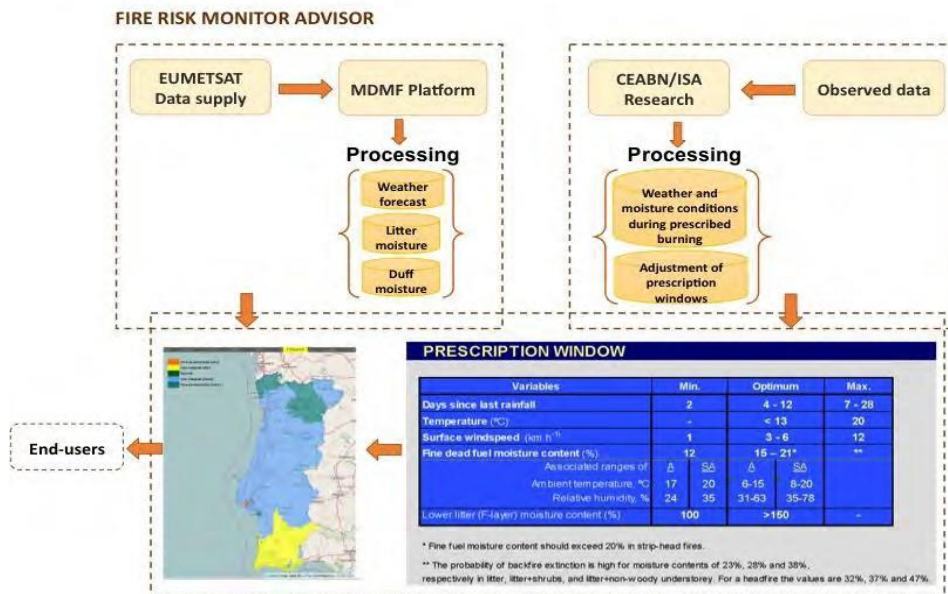 FIRE RISK MONITOR ADVISOR
EUMETSAT
Data supply
MDMF Platform
Processing
Weather
forecast
Litter
moisture
Duff
moisture
CEABN/ISA
Research
Observed data
Processing
Weather and
moisture conditions
during prescribed
burning
Adjustment of
prescription
windows
End-users
PRESCRIPTION WINDOW
Variables Min. Optimum Max.
Days since last rainfall 2 4 - 12 7 - 28
Temperature (ºC) - < 13 20
Surface windspeed (km h⁻¹) 1 3 - 6 12
Fine dead fuel moisture content (%) 12 15 – 21* **
Associated ranges of A SA A SA
Ambient temperature, ºC 17 20 6-15 8-20
Relative humidity, % 24 35 31-63 35-78
Lower litter (F-layer) moisture content (%) 100 >150 -
* Fine fuel moisture content should exceed 20% in strip-head fires.
** The probability of backfire extinction is high for moisture contents of 23%, 28% and 38%,
respectively in litter, litter+shrubs, and litter+non-woody understorey. For a headfire the values are 32%, 37% and 47%.